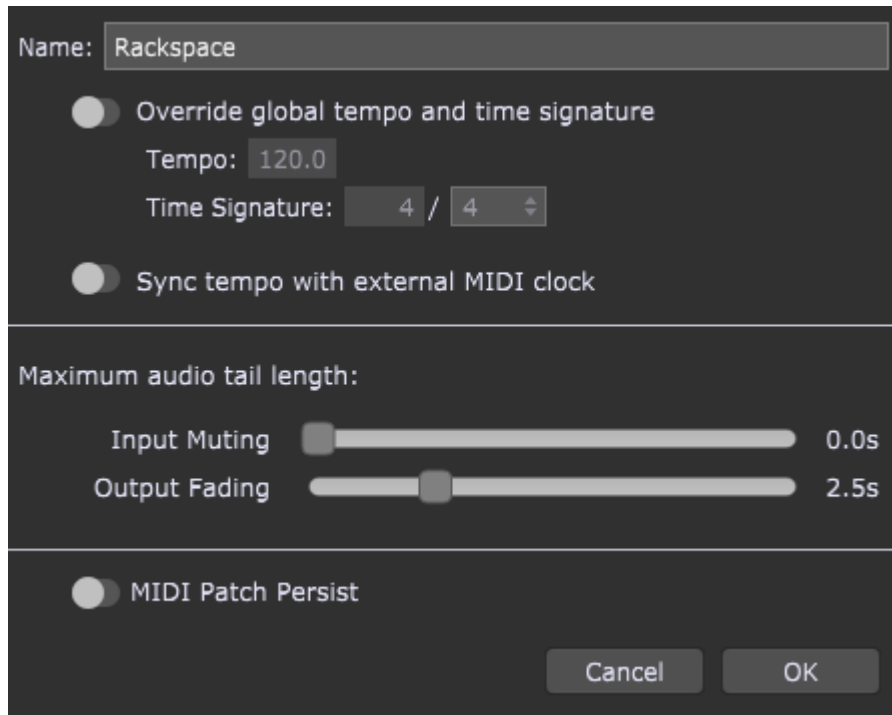 Name: Rackspace
Override global tempo and time signature
Tempo: 120.0
Time Signature: 4 / 4
Sync tempo with external MIDI clock
Maximum audio tail length:
Input Muting 0.0s
Output Fading 2.5s
MIDI Patch Persist
Cancel OK